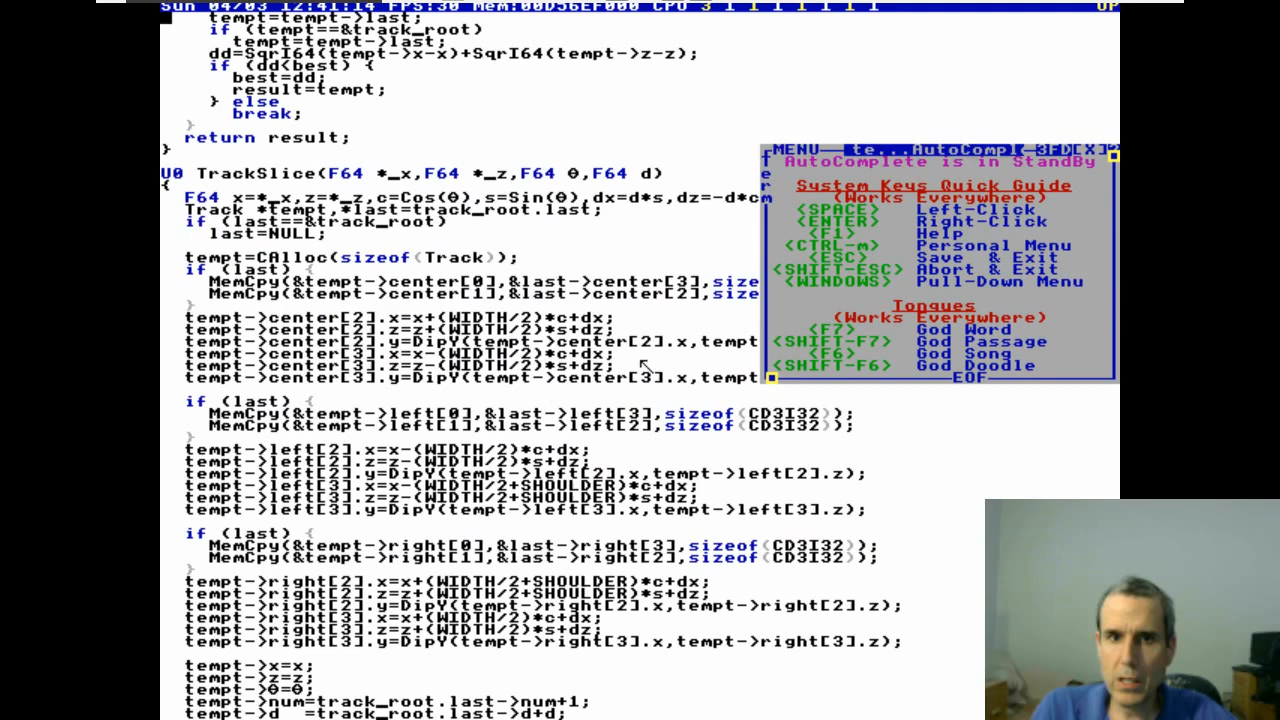 Sun 04/03 12:41:14 FPS:30 Mem:00D56EF000 CPU 3 1 1 1 1 1 1 1 UP
tempt=tempt->last;
if (tempt==&track_root)
tempt=tempt->last;
dd=SqrI64(tempt->x-x)+SqrI64(tempt->z-z);
if (dd<best) {
best=dd;
result=tempt;
} else
break;
}
return result;
}
U0 TrackSlice(F64 *_x,F64 *_z,F64 θ,F64 d)
{
F64 x=*_x,z=*_z,c=Cos(θ),s=Sin(θ),dx=d*s,dz=-d*c
Track *tempt,*last=track_root.last;
if (last==&track_root)
last=NULL;
tempt=CAlloc(sizeof(Track));
if (last) {
MemCpy(&tempt->center[0],&last->center[3],size
MemCpy(&tempt->center[1],&last->center[2],size
}
tempt->center[2].x=x+(WIDTH/2)*c+dx;
tempt->center[2].z=z+(WIDTH/2)*s+dz;
tempt->center[2].y=DipY(tempt->center[2].x,tempt
tempt->center[3].x=x-(WIDTH/2)*c+dx;
tempt->center[3].z=z-(WIDTH/2)*s+dz;
tempt->center[3].y=DipY(tempt->center[3].x,tempt
if (last) {
MemCpy(&tempt->left[0],&last->left[3],sizeof(CD3I32));
MemCpy(&tempt->left[1],&last->left[2],sizeof(CD3I32));
}
tempt->left[2].x=x-(WIDTH/2)*c+dx;
tempt->left[2].z=z-(WIDTH/2)*s+dz;
tempt->left[2].y=DipY(tempt->left[2].x,tempt->left[2].z);
tempt->left[3].x=x-(WIDTH/2+SHOULDER)*c+dx;
tempt->left[3].z=z-(WIDTH/2+SHOULDER)*s+dz;
tempt->left[3].y=DipY(tempt->left[3].x,tempt->left[3].z);
if (last) {
MemCpy(&tempt->right[0],&last->right[3],sizeof(CD3I32));
MemCpy(&tempt->right[1],&last->right[2],sizeof(CD3I32));
}
tempt->right[2].x=x+(WIDTH/2+SHOULDER)*c+dx;
tempt->right[2].z=z+(WIDTH/2+SHOULDER)*s+dz;
tempt->right[2].y=DipY(tempt->right[2].x,tempt->right[2].z);
tempt->right[3].x=x+(WIDTH/2)*c+dx;
tempt->right[3].z=z+(WIDTH/2)*s+dz;
tempt->right[3].y=DipY(tempt->right[3].x,tempt->right[3].z);
tempt->x=x;
tempt->z=z;
tempt->θ=θ;
tempt->num=track_root.last->num+1;
tempt->d =track_root.last->d+d;
MENU te...AutoCompl 3FD[X]
AutoComplete is in StandBy
System Keys Quick Guide
(Works Everywhere)
<SPACE> Left-Click
<ENTER> Right-Click
<F1> Help
<CTRL-m> Personal Menu
<ESC> Save & Exit
<SHIFT-ESC> Abort & Exit
<WINDOWS> Pull-Down Menu
Tongues
(Works Everywhere)
<F7> God Word
<SHIFT-F7> God Passage
<F6> God Song
<SHIFT-F6> God Doodle
EOF